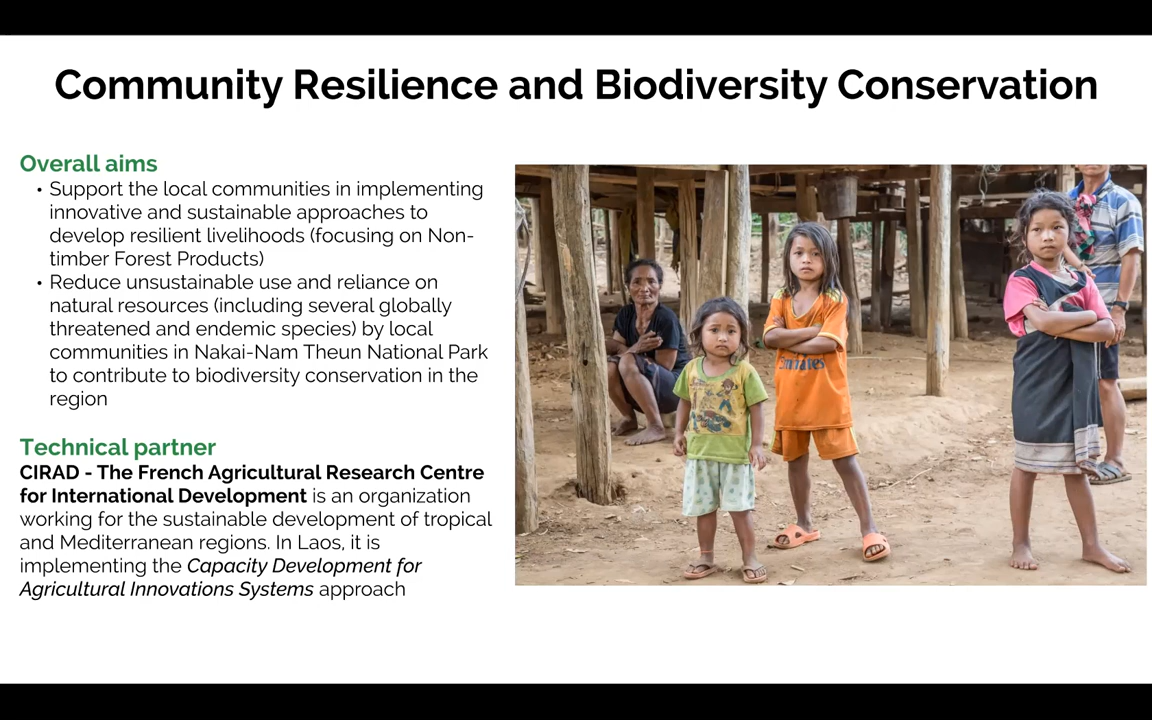 Community Resilience and Biodiversity Conservation
Overall aims
• Support the local communities in implementing
innovative and sustainable approaches to
develop resilient livelihoods (focusing on Non-
timber Forest Products)
• Reduce unsustainable use and reliance on
natural resources (including several globally
threatened and endemic species) by local
communities in Nakai-Nam Theun National Park
to contribute to biodiversity conservation in the
region
Technical partner
CIRAD - The French Agricultural Research Centre
for International Development is an organization
working for the sustainable development of tropical
and Mediterranean regions. In Laos, it is
implementing the Capacity Development for
Agricultural Innovations Systems approach
Emirates